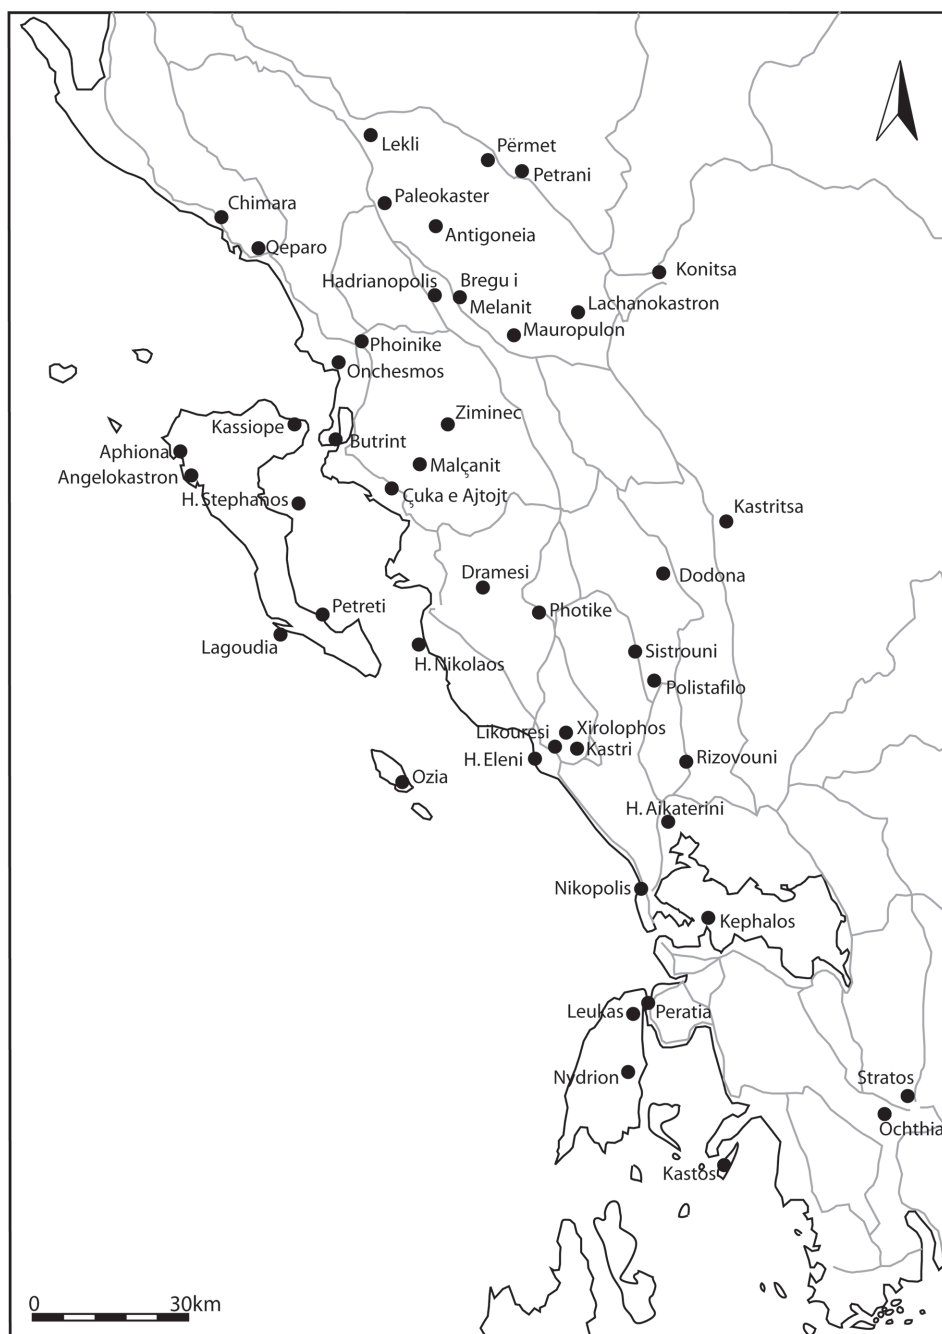 Lekli
Përmet
Petrani
Paleokaster
Chimara
Antigoneia
Qeparo
Konitsa
Hadrianopolis
Bregu i
Melanit
Lachanokastron
Mauropulon
Phoinike
Onchesmos
Ziminec
Kassiope
Butrint
Aphiona
Malçanit
Angelokastron
H. Stephanos
Çuka e Ajtojt
Kastritsa
Dramesi
Dodona
Petreti
Photike
Lagoudia
H. Nikolaos
Sistrouni
Polistafilo
Likouresi
Xirolophos
Kastri
H. Eleni
Rizovouni
Ozia
H. Aikaterini
Nikopolis
Kephalos
Leukas
Peratia
Nydrion
Stratos
Ochthia
Kastos
0 30km